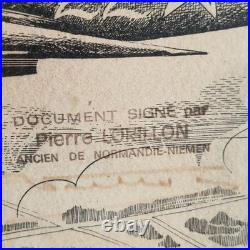 DOCUMENT SIGNÉ par
Pierre LORILLON
ANCIEN DE NORMANDIE-NIEMEN